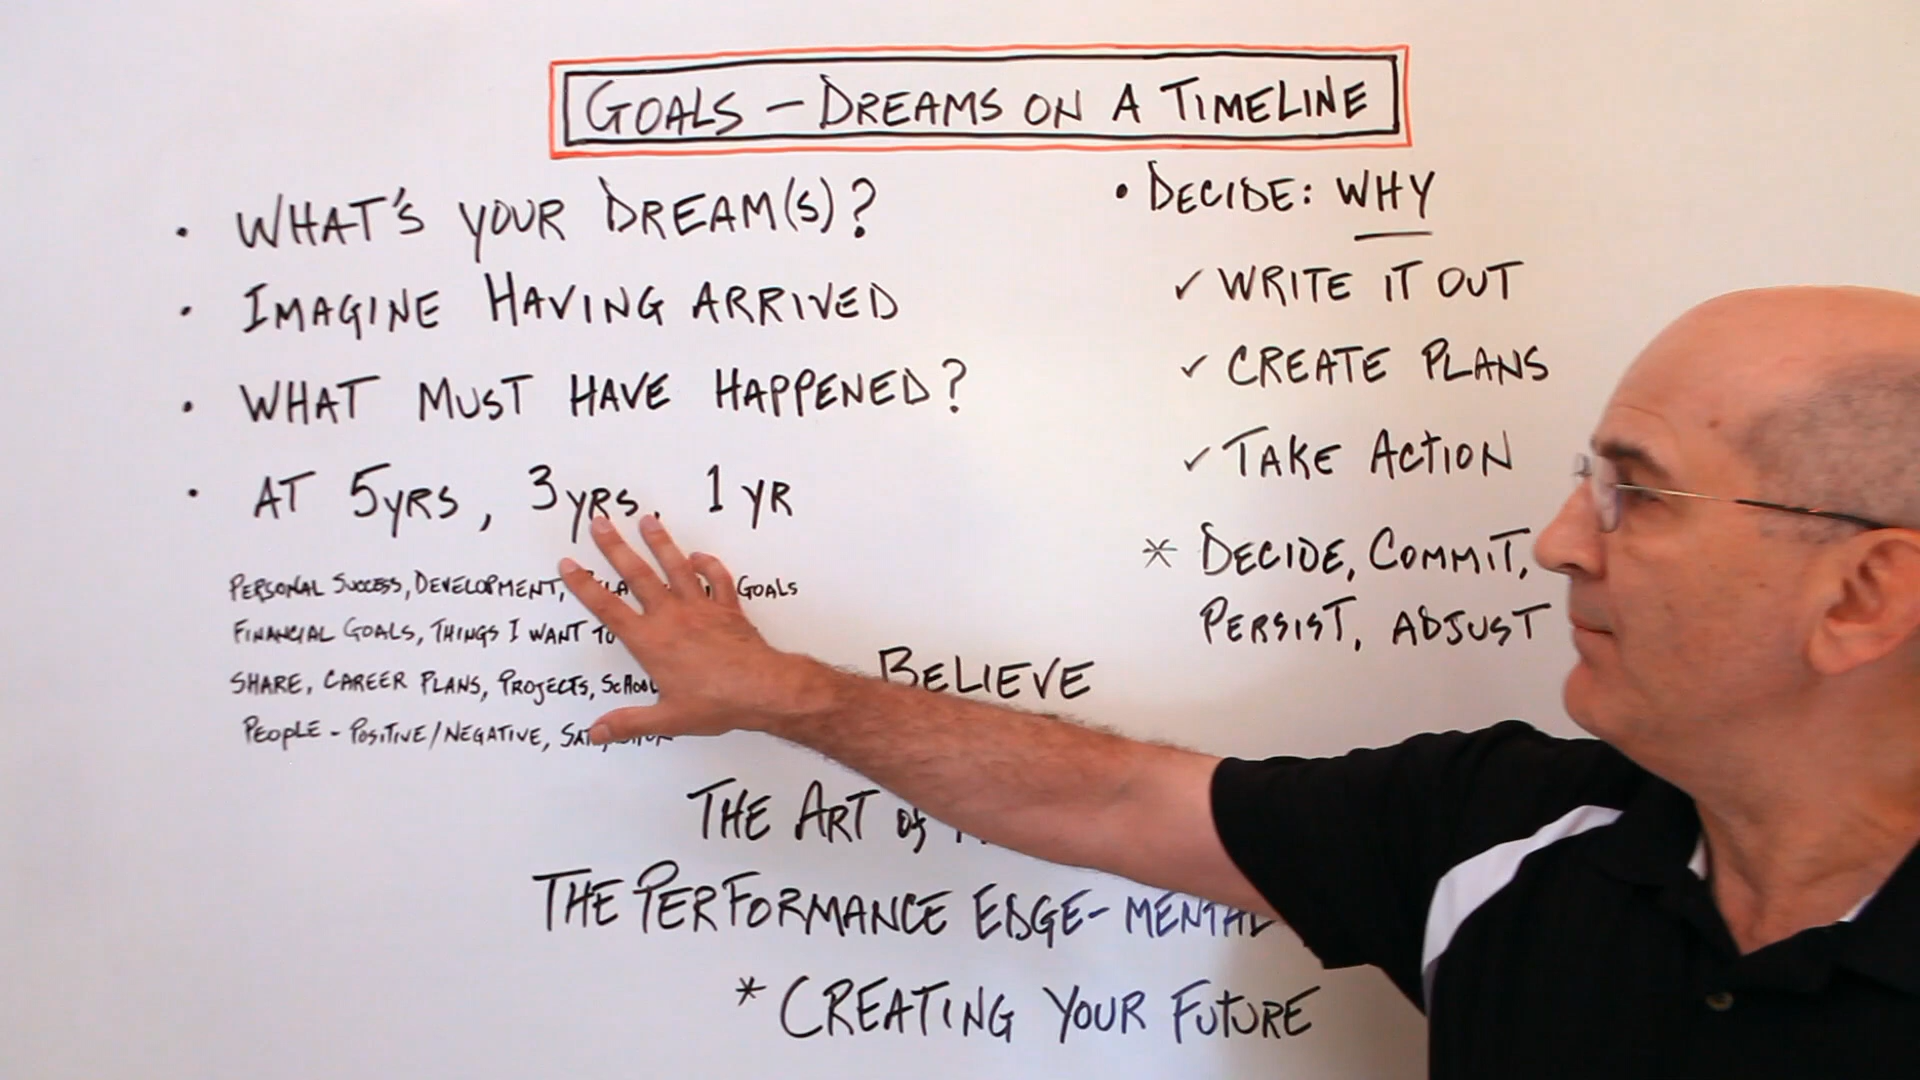 GOALS – DREAMS ON A TIMELINE
• WHAT'S YOUR DREAM(S)?
• IMAGINE HAVING ARRIVED
• WHAT MUST HAVE HAPPENED?
• AT 5YRS, 3YRS, 1 YR
PERSONAL SUCCESS, DEVELOPMENT, GOALS
FINANCIAL GOALS, THINGS I WANT TO
SHARE, CAREER PLANS, PROJECTS, SCHOOL
PEOPLE - POSITIVE/NEGATIVE,
• DECIDE: WHY
✓ WRITE IT OUT
✓ CREATE PLANS
✓ TAKE ACTION
* DECIDE, COMMIT,
PERSIST, ADJUST
BELIEVE
THE ART of
THE PERFORMANCE EDGE - MENTAL
* CREATING YOUR FUTURE